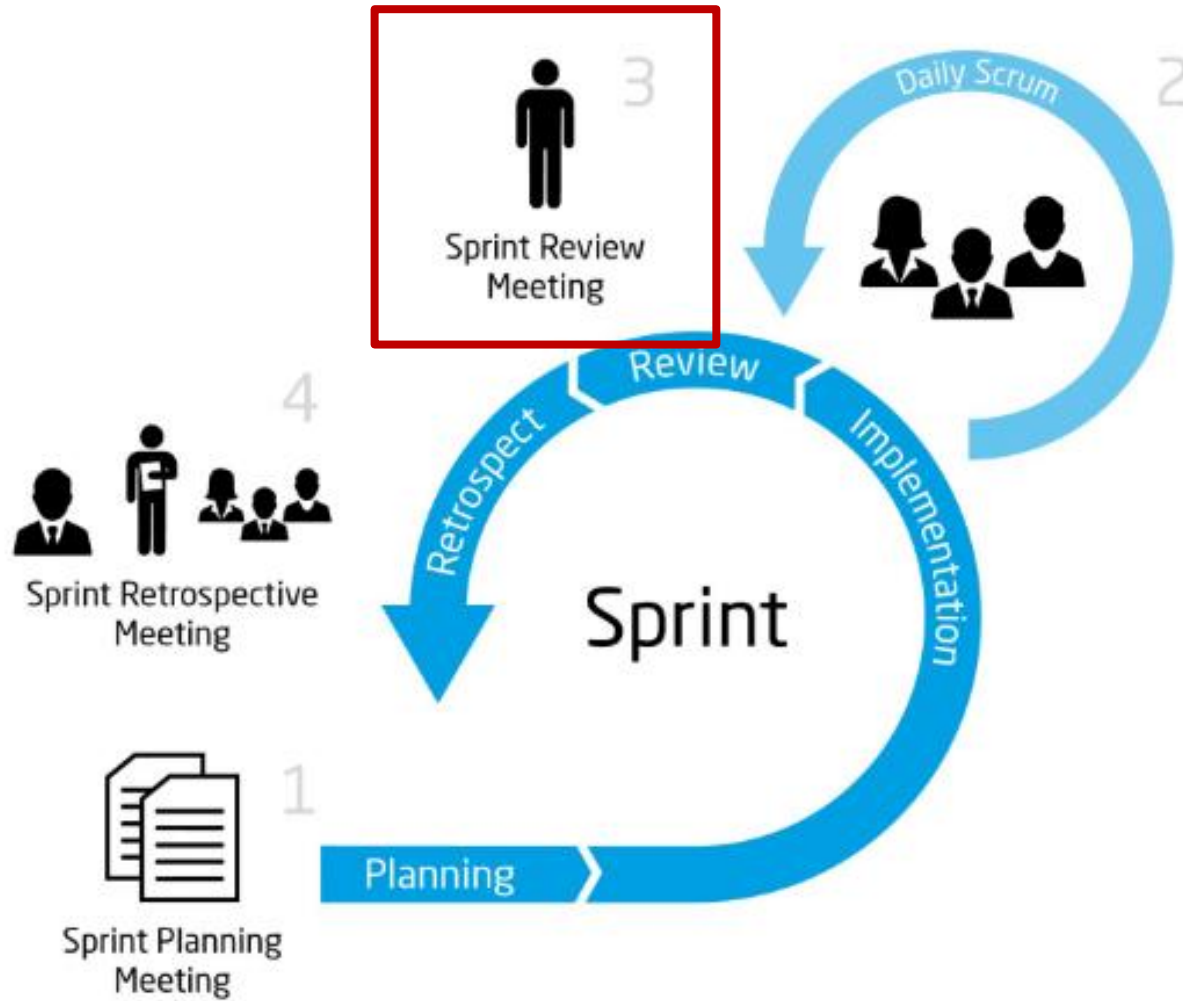 3
Sprint Review
Meeting
Daily Scrum
2
Review
Retrospect
Implementation
4
Sprint Retrospective
Meeting
Sprint
1
Planning
Sprint Planning
Meeting